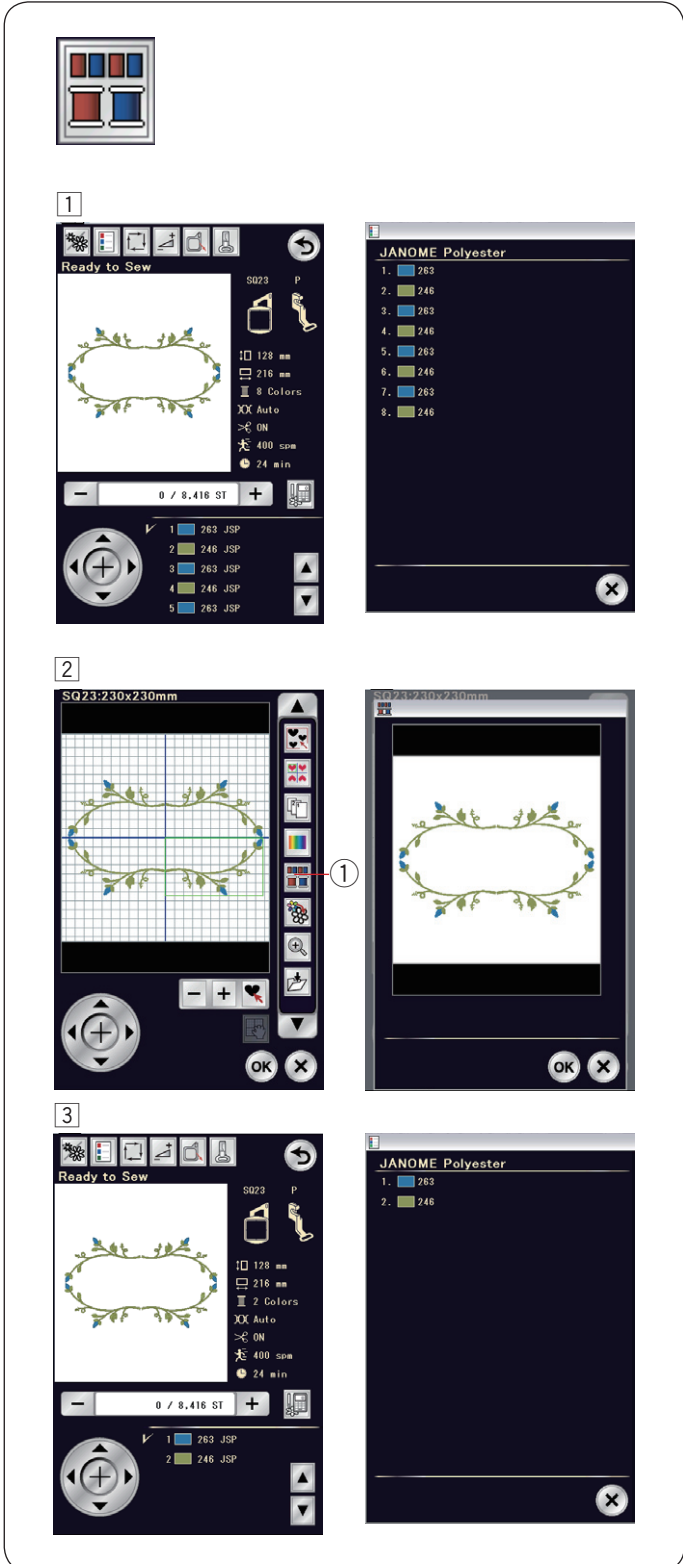 1
Ready to Sew
SQ23 P
128 mm
216 mm
8 Colors
Auto
ON
400 spm
24 min
− 0 / 8.416 ST +
✓ 1 263 JSP
2 246 JSP
3 263 JSP
4 246 JSP
5 263 JSP
JANOME Polyester
1. 263
2. 246
3. 263
4. 246
5. 263
6. 246
7. 263
8. 246
2
SQ23:230x230mm
1
− +
OK X
SQ23:230x230mm
OK X
3
Ready to Sew
SQ23 P
128 mm
216 mm
2 Colors
Auto
ON
400 spm
24 min
− 0 / 8.416 ST +
✓ 1 263 JSP
2 246 JSP
JANOME Polyester
1. 263
2. 246